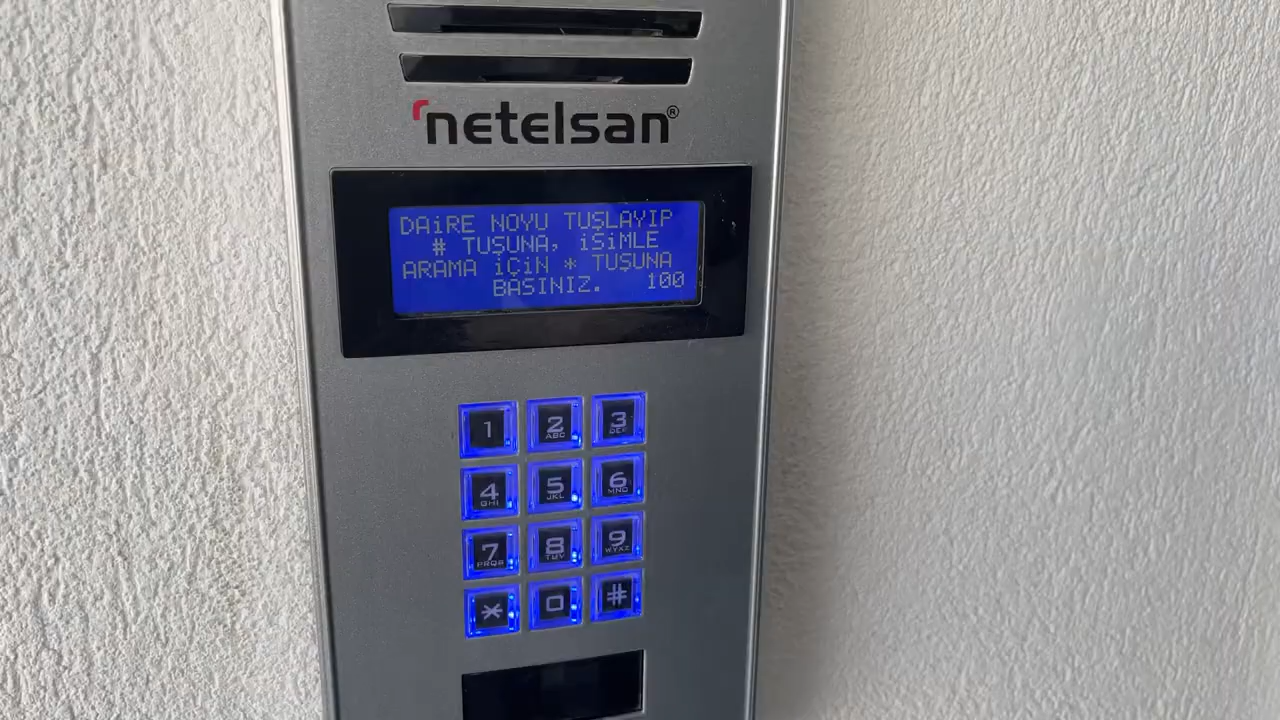 netelsan®
DAiRE NOYU TUŞLAYIP
# TUŞUNA, iSiMLE
ARAMA iÇiN * TUŞUNA
BASINIZ. 100
1 2 ABC 3 DEF
4 GHI 5 JKL 6 MNO
7 PRQS 8 TUV 9 WYXZ
* 0 #